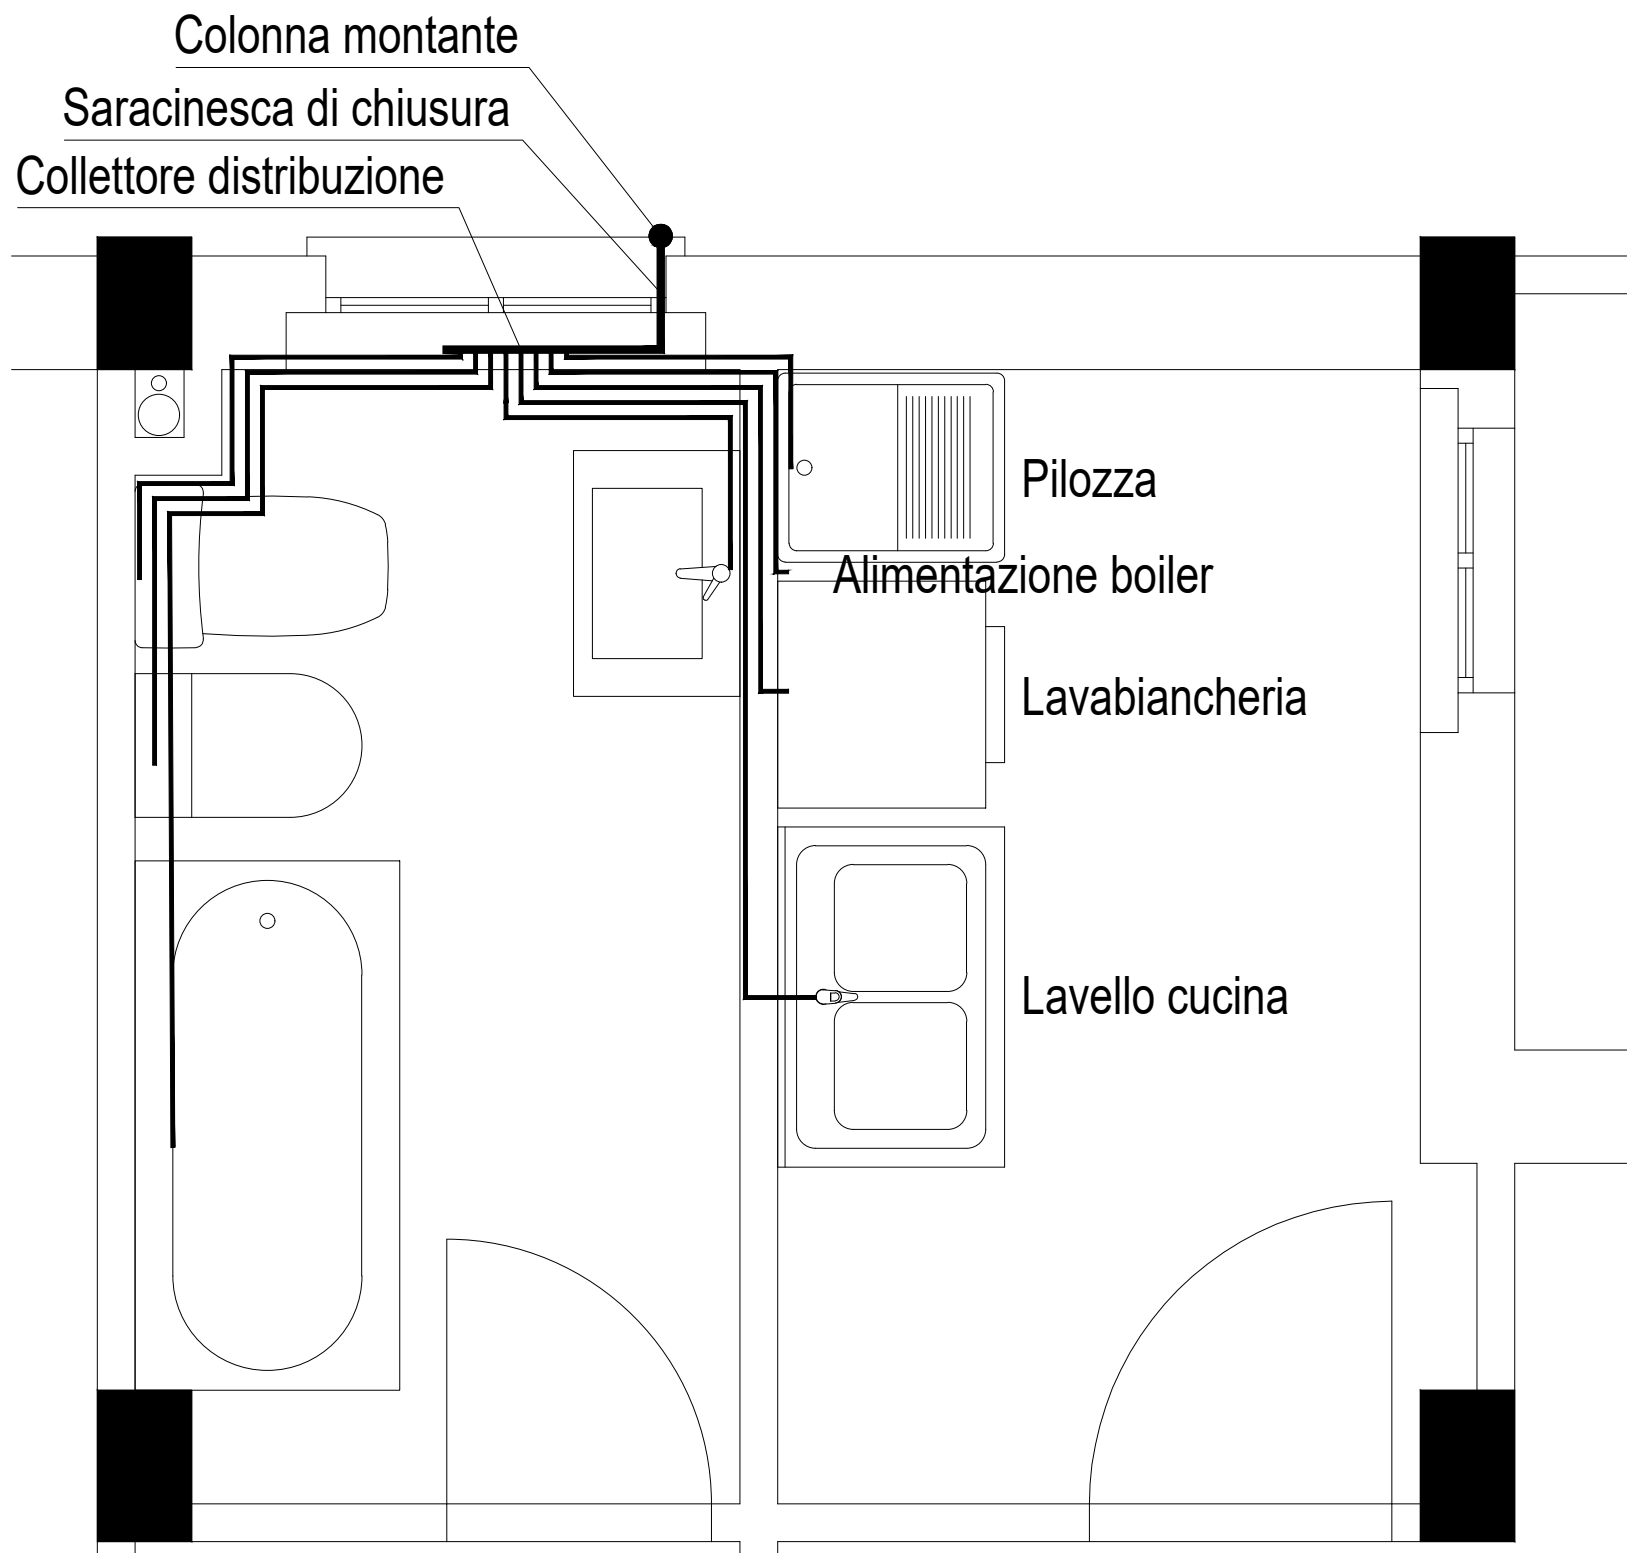 Colonna montante
Saracinesca di chiusura
Collettore distribuzione
Pilozza
Alimentazione boiler
Lavabiancheria
Lavello cucina